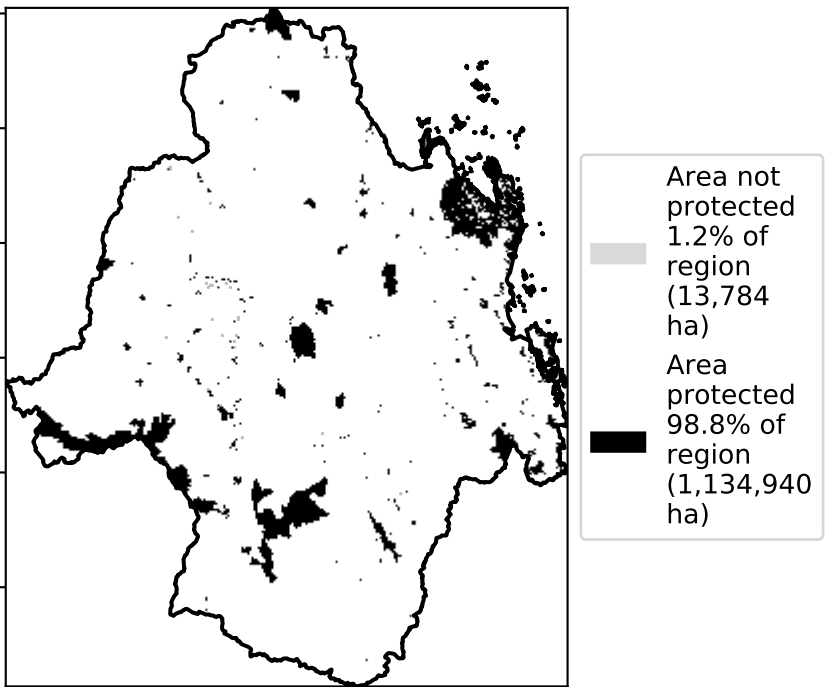 Area not
protected
1.2% of
region
(13,784
ha)
Area
protected
98.8% of
region
(1,134,940
ha)